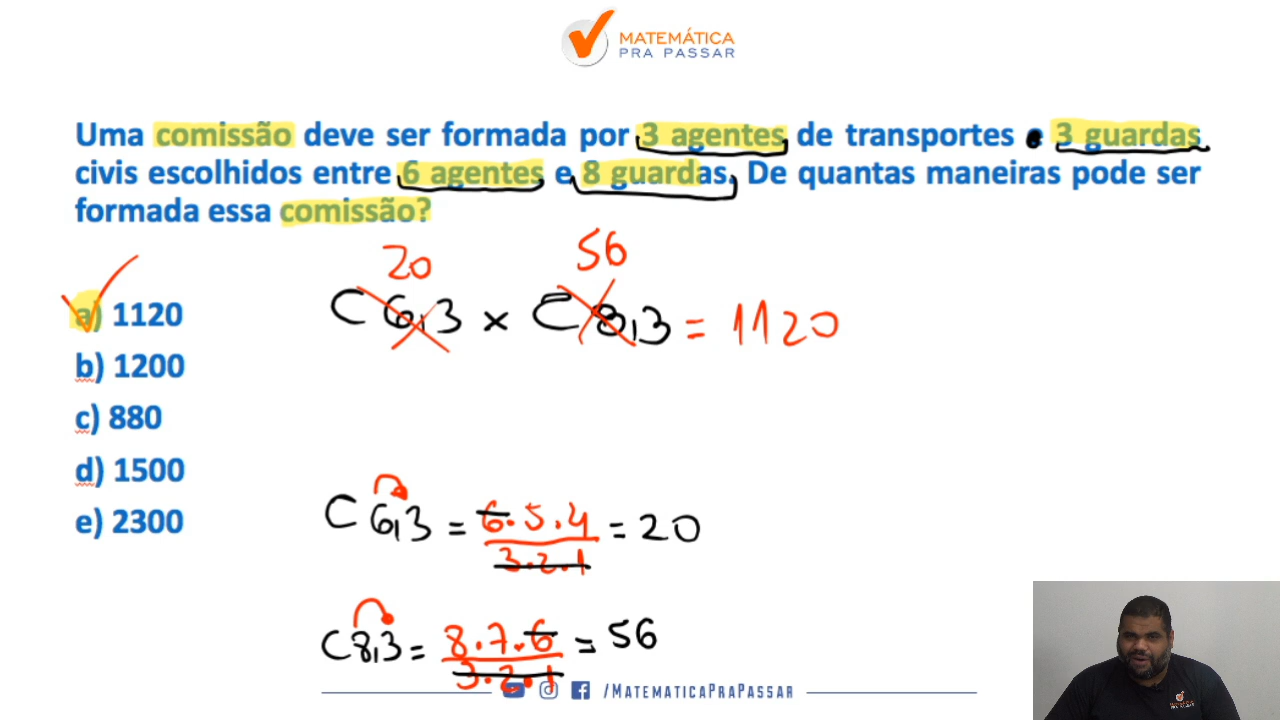 MATEMÁTICA
PRA PASSAR
Uma comissão deve ser formada por 3 agentes de transportes e 3 guardas
civis escolhidos entre 6 agentes e 8 guardas. De quantas maneiras pode ser
formada essa comissão?
20 56
a) 1120
C6,3 × C8,3 = 1120
b) 1200
c) 880
d) 1500
e) 2300
C6,3 = 6.5.4 / 3.2.1 = 20
C8,3 = 8.7.6 / 3.2.1 = 56
/MatematicaPraPassar
MATEMÁTICA
PRA PASSAR